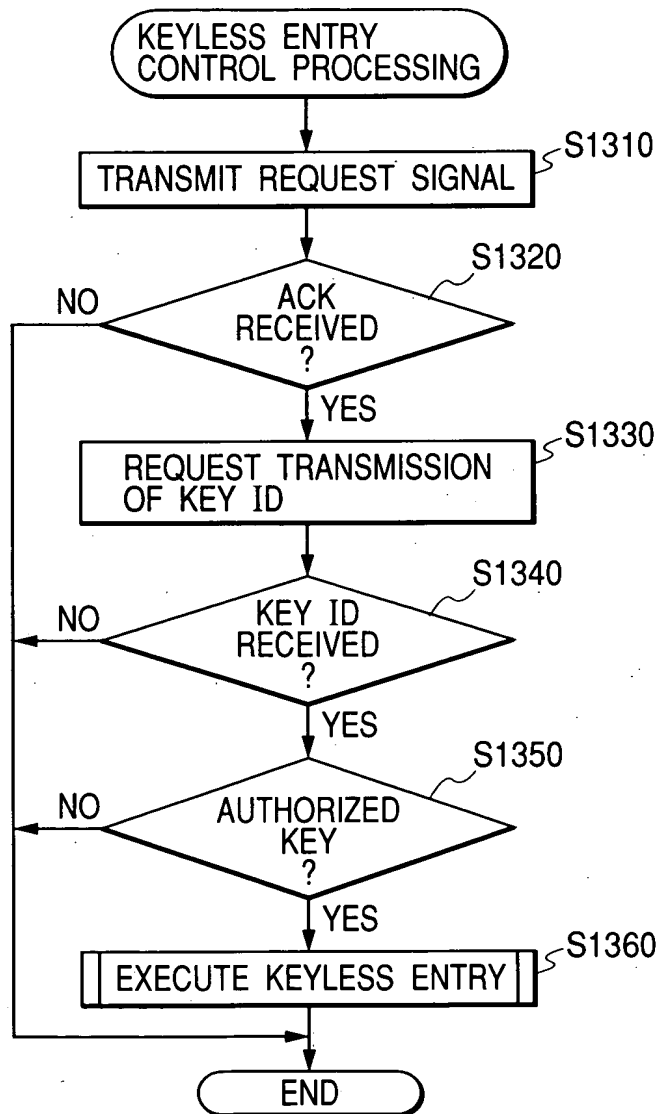 KEYLESS ENTRY
CONTROL PROCESSING
S1310
TRANSMIT REQUEST SIGNAL
S1320
NO
ACK
RECEIVED
?
YES
S1330
REQUEST TRANSMISSION
OF KEY ID
S1340
NO
KEY ID
RECEIVED
?
YES
S1350
NO
AUTHORIZED
KEY
?
YES
S1360
EXECUTE KEYLESS ENTRY
END